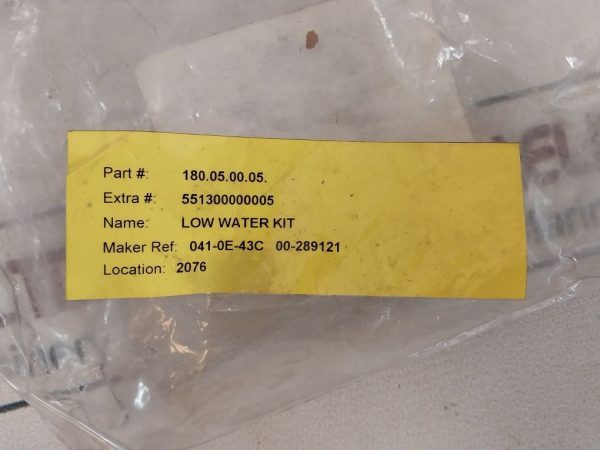 Part #: 180.05.00.05.
Extra #: 551300000005
Name: LOW WATER KIT
Maker Ref: 041-0E-43C 00-289121
Location: 2076